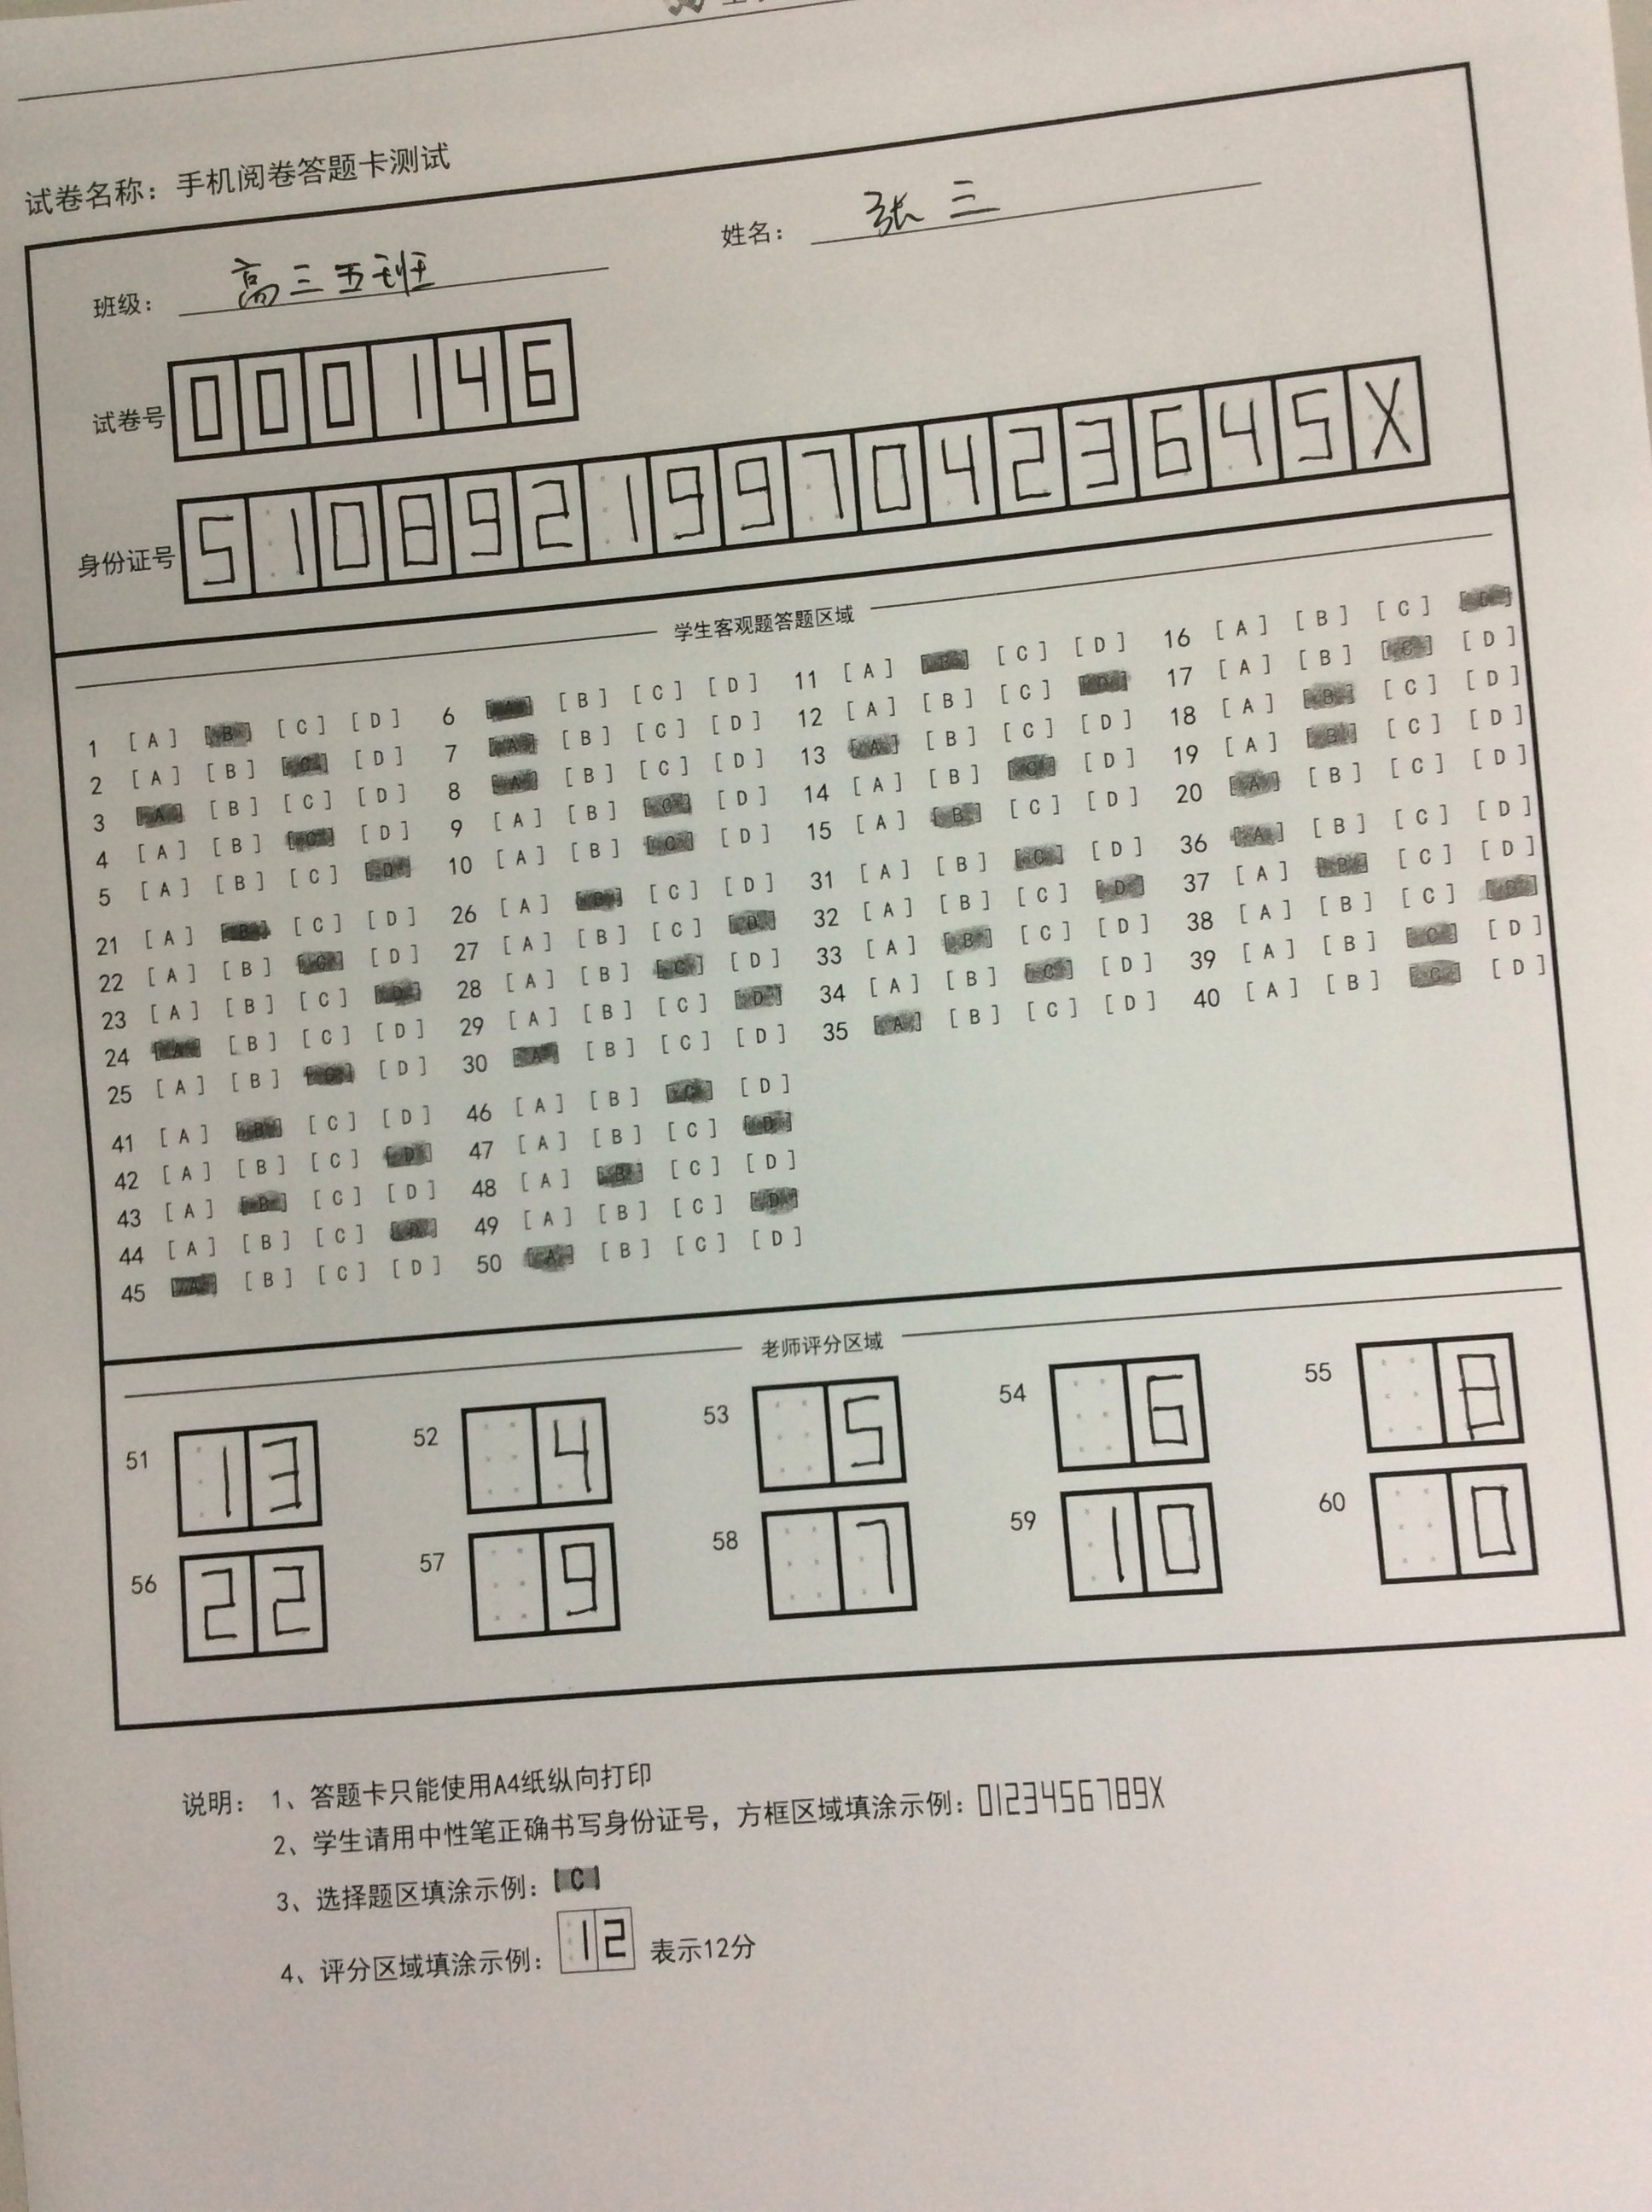 试卷名称：手机阅卷答题卡测试
班级： 高三五班 姓名： 张三
试卷号 000146
身份证号 51089219970423645X
学生客观题答题区域
1 [A] [B] [C] [D] 6 [A] [B] [C] [D] 11 [A] [B] [C] [D] 16 [A] [B] [C] [D]
2 [A] [B] [C] [D] 7 [A] [B] [C] [D] 12 [A] [B] [C] [D] 17 [A] [B] [C] [D]
3 [A] [B] [C] [D] 8 [A] [B] [C] [D] 13 [A] [B] [C] [D] 18 [A] [B] [C] [D]
4 [A] [B] [C] [D] 9 [A] [B] [C] [D] 14 [A] [B] [C] [D] 19 [A] [B] [C] [D]
5 [A] [B] [C] [D] 10 [A] [B] [C] [D] 15 [A] [B] [C] [D] 20 [A] [B] [C] [D]
21 [A] [B] [C] [D] 26 [A] [B] [C] [D] 31 [A] [B] [C] [D] 36 [A] [B] [C] [D]
22 [A] [B] [C] [D] 27 [A] [B] [C] [D] 32 [A] [B] [C] [D] 37 [A] [B] [C] [D]
23 [A] [B] [C] [D] 28 [A] [B] [C] [D] 33 [A] [B] [C] [D] 38 [A] [B] [C] [D]
24 [A] [B] [C] [D] 29 [A] [B] [C] [D] 34 [A] [B] [C] [D] 39 [A] [B] [C] [D]
25 [A] [B] [C] [D] 30 [A] [B] [C] [D] 35 [A] [B] [C] [D] 40 [A] [B] [C] [D]
41 [A] [B] [C] [D] 46 [A] [B] [C] [D]
42 [A] [B] [C] [D] 47 [A] [B] [C] [D]
43 [A] [B] [C] [D] 48 [A] [B] [C] [D]
44 [A] [B] [C] [D] 49 [A] [B] [C] [D]
45 [A] [B] [C] [D] 50 [A] [B] [C] [D]
老师评分区域
51 13 52 4 53 5 54 6 55 8
56 22 57 9 58 7 59 10 60 0
说明： 1、答题卡只能使用A4纸纵向打印
2、学生请用中性笔正确书写身份证号，方框区域填涂示例：0123456789X
3、选择题区填涂示例：[C]
4、评分区域填涂示例： 12 表示12分